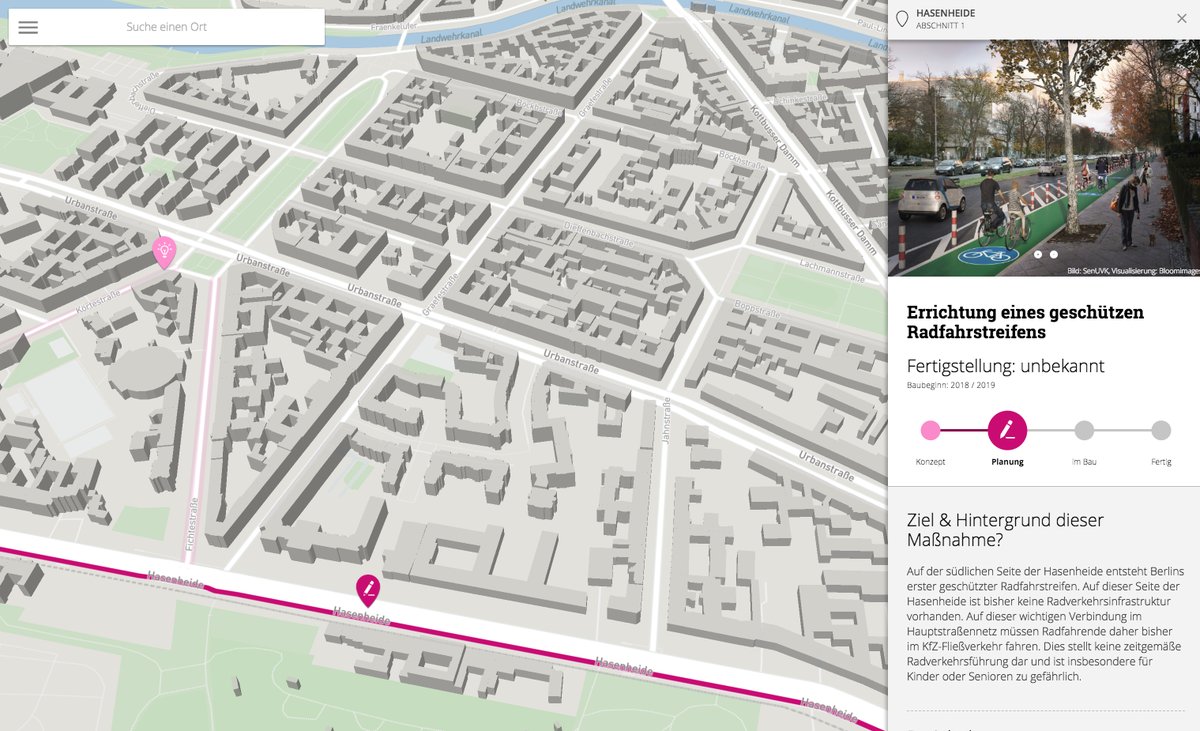 Suche einen Ort
Landwehrkanal
Landwehrkanal
Landwehrkanal
Fraenkelufer
Böckhstraße
Graefestraße
Kottbusser Damm
Böckhstraße
Kottbusser Damm
Urbanstraße
Dieffenbachstraße
Urbanstraße
Lachmannstraße
Graefestraße
Urbanstraße
Körtestraße
Boppstraße
Urbanstraße
Jahnstraße
Urbanstraße
Fichtestraße
Hasenheide
Hasenheide
Hasenheide
Hasenheide
HASENHEIDE
ABSCHNITT 1
Bild: SenUVK, Visualisierung: Bloomimage
Errichtung eines geschützen
Radfahrstreifens
Fertigstellung: unbekannt
Baubeginn: 2018 / 2019
Konzept Planung Im Bau Fertig
Ziel & Hintergrund dieser
Maßnahme?
Auf der südlichen Seite der Hasenheide entsteht Berlins
erster geschützter Radfahrstreifen. Auf dieser Seite der
Hasenheide ist bisher keine Radverkehrsinfrastruktur
vorhanden. Auf dieser wichtigen Verbindung im
Hauptstraßennetz müssen Radfahrende daher bisher
im KfZ-Fließverkehr fahren. Dies stellt keine zeitgemäße
Radverkehrsführung dar und ist insbesondere für
Kinder oder Senioren zu gefährlich.